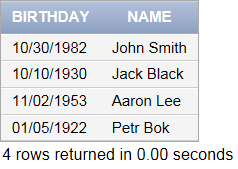 BIRTHDAY NAME
10/30/1982 John Smith
10/10/1930 Jack Black
11/02/1953 Aaron Lee
01/05/1922 Petr Bok
4 rows returned in 0.00 seconds